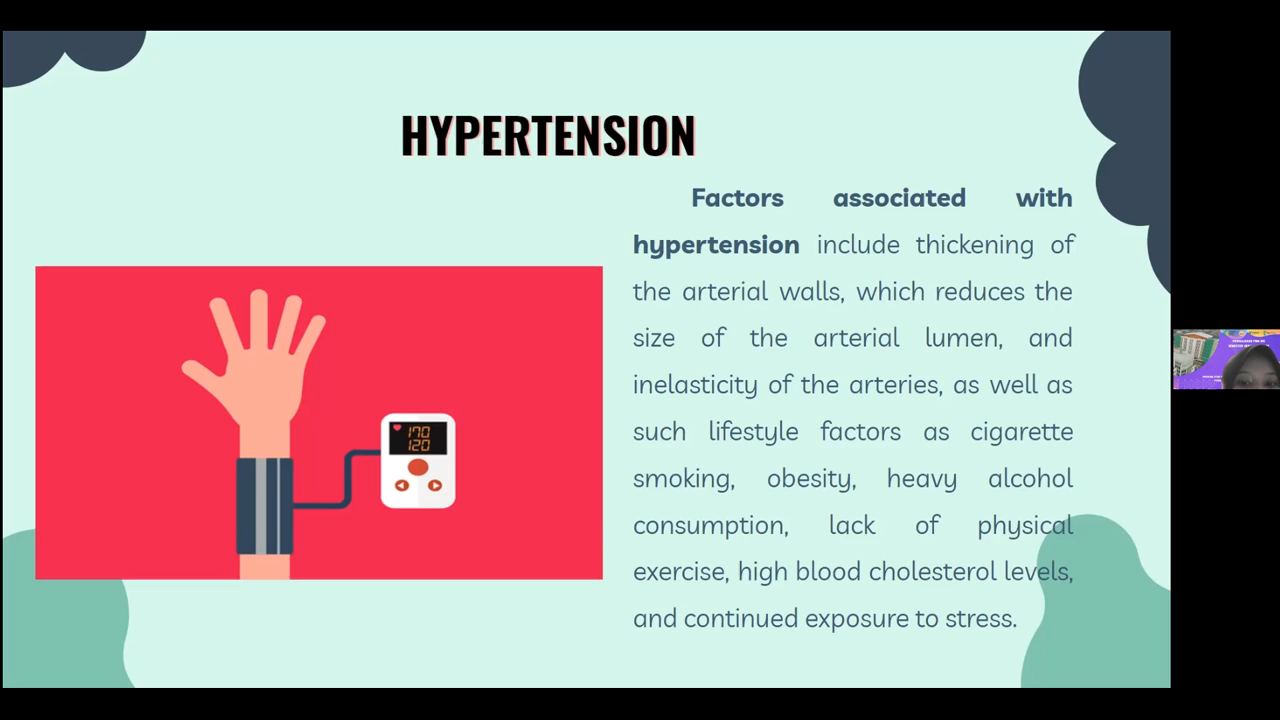 HYPERTENSION
Factors associated with
hypertension include thickening of
the arterial walls, which reduces the
size of the arterial lumen, and
inelasticity of the arteries, as well as
such lifestyle factors as cigarette
smoking, obesity, heavy alcohol
consumption, lack of physical
exercise, high blood cholesterol levels,
and continued exposure to stress.
170
120